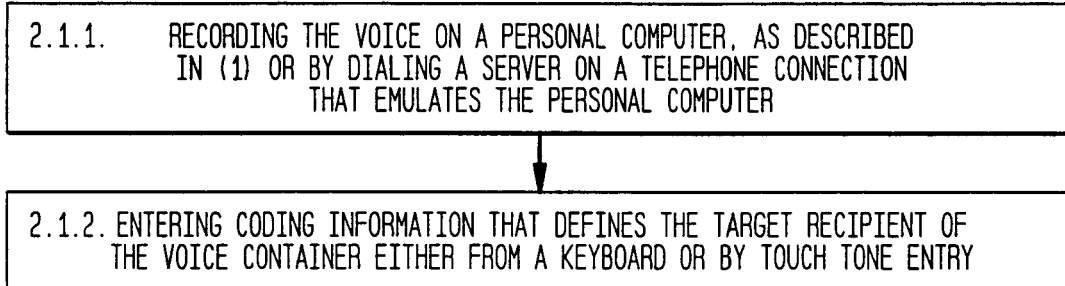 2.1.1. RECORDING THE VOICE ON A PERSONAL COMPUTER, AS DESCRIBED
IN (1) OR BY DIALING A SERVER ON A TELEPHONE CONNECTION
THAT EMULATES THE PERSONAL COMPUTER
2.1.2. ENTERING CODING INFORMATION THAT DEFINES THE TARGET RECIPIENT OF
THE VOICE CONTAINER EITHER FROM A KEYBOARD OR BY TOUCH TONE ENTRY